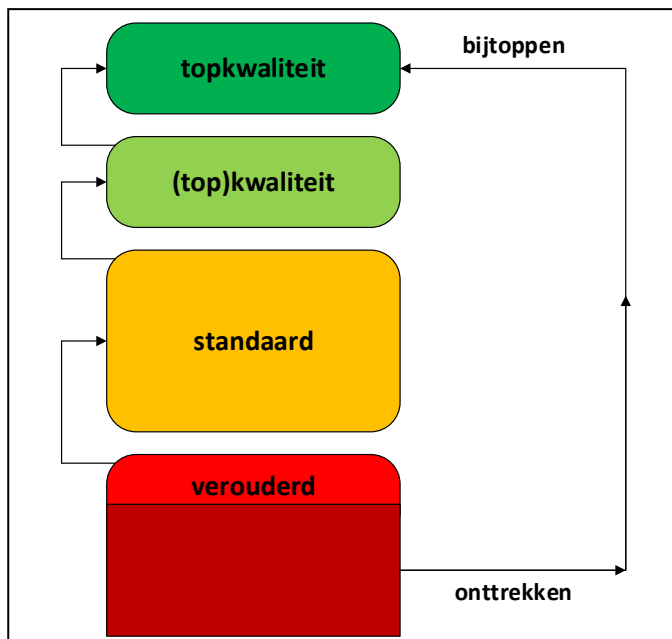 bijtoppen
topkwaliteit
(top)kwaliteit
standaard
verouderd
onttrekken